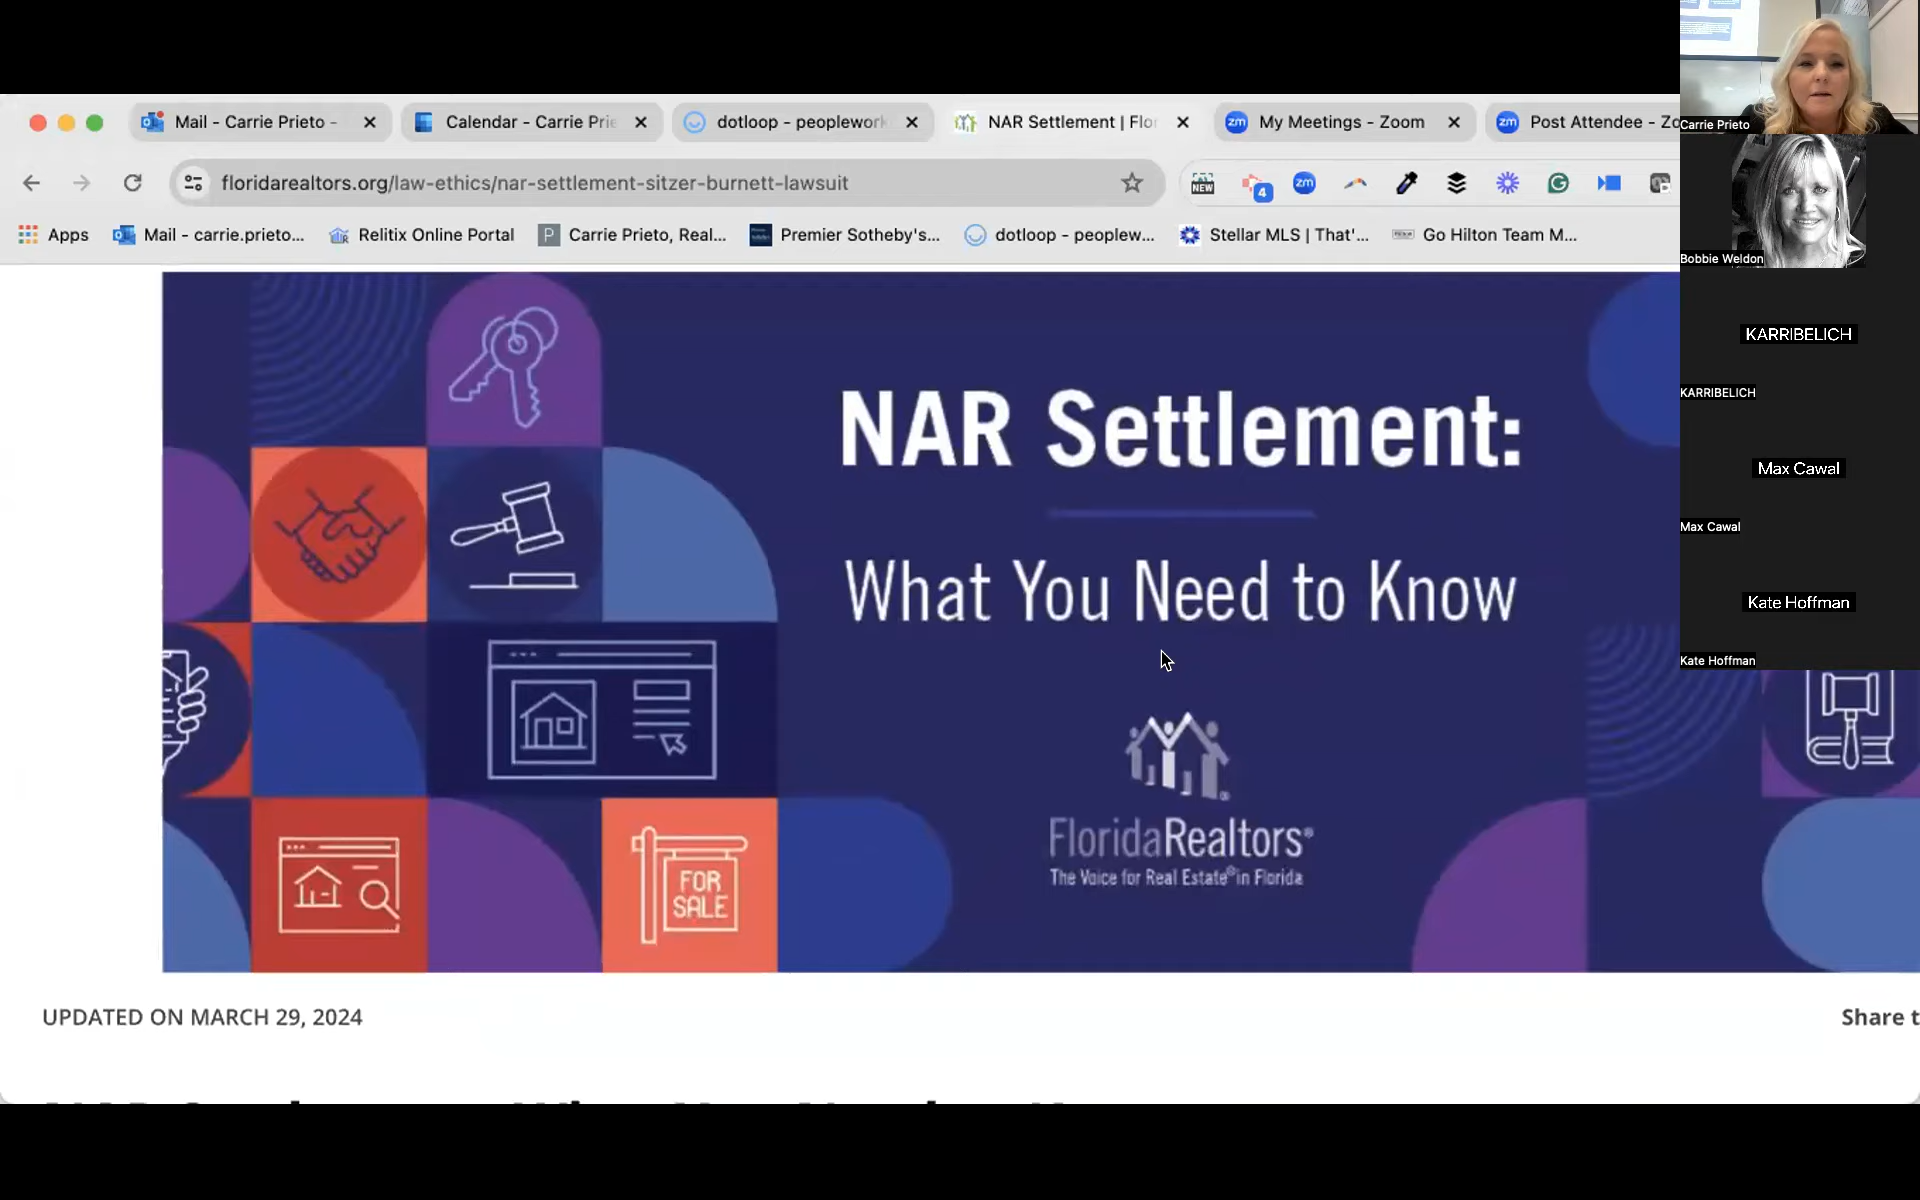 Mail - Carrie Prieto -
Calendar - Carrie Prie
dotloop - peoplework
NAR Settlement | Flor
My Meetings - Zoom
Post Attendee - Zo
floridarealtors.org/law-ethics/nar-settlement-sitzer-burnett-lawsuit
NEW
4
zm
Apps
Mail - carrie.prieto...
Relitix Online Portal
Carrie Prieto, Real...
Premier Sotheby's...
dotloop - peoplew...
Stellar MLS | That'...
Go Hilton Team M...
NAR Settlement:
What You Need to Know
FloridaRealtors®
The Voice for Real Estate® in Florida
FOR
SALE
UPDATED ON MARCH 29, 2024
Share t
Carrie Prieto
Bobbie Weldon
KARRIBELICH
KARRIBELICH
Max Cawal
Max Cawal
Kate Hoffman
Kate Hoffman